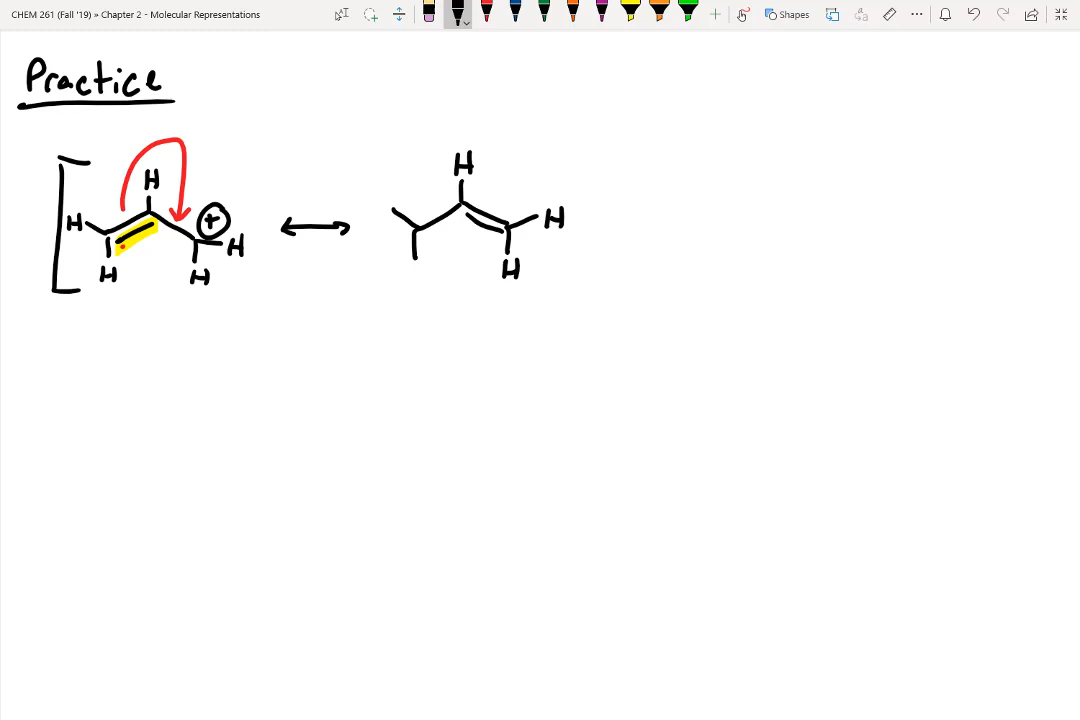 CHEM 261 (Fall '19) » Chapter 2 - Molecular Representations
Shapes
Practice
H
H
H
+
H
H
H
H
H